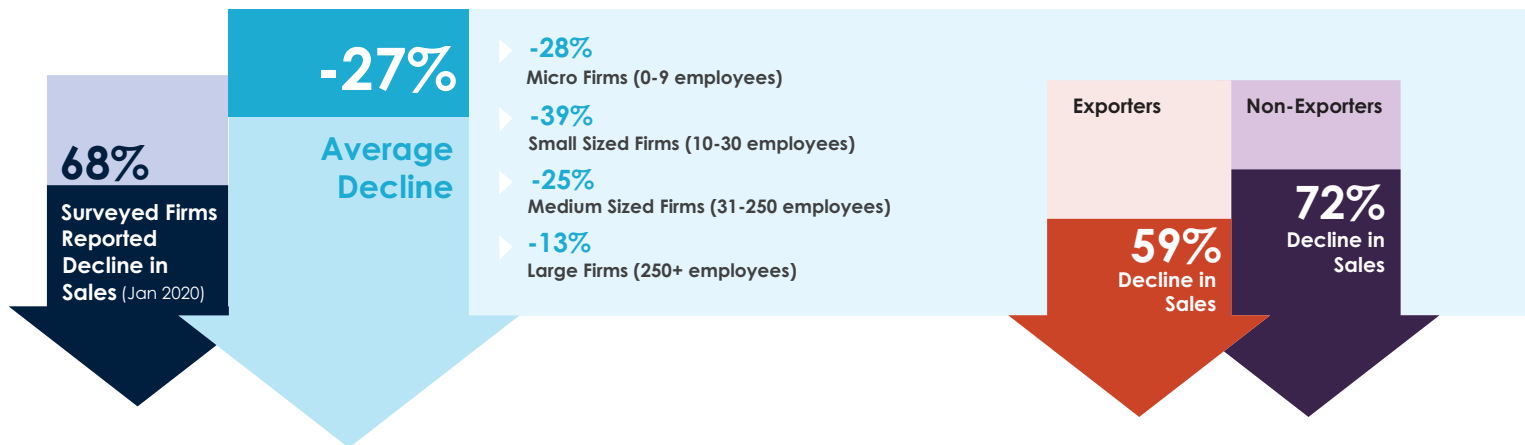 68%
Surveyed Firms
Reported
Decline in
Sales (Jan 2020)
-27%
Average
Decline
-28%
Micro Firms (0-9 employees)
-39%
Small Sized Firms (10-30 employees)
-25%
Medium Sized Firms (31-250 employees)
-13%
Large Firms (250+ employees)
Exporters
59%
Decline in
Sales
Non-Exporters
72%
Decline in
Sales